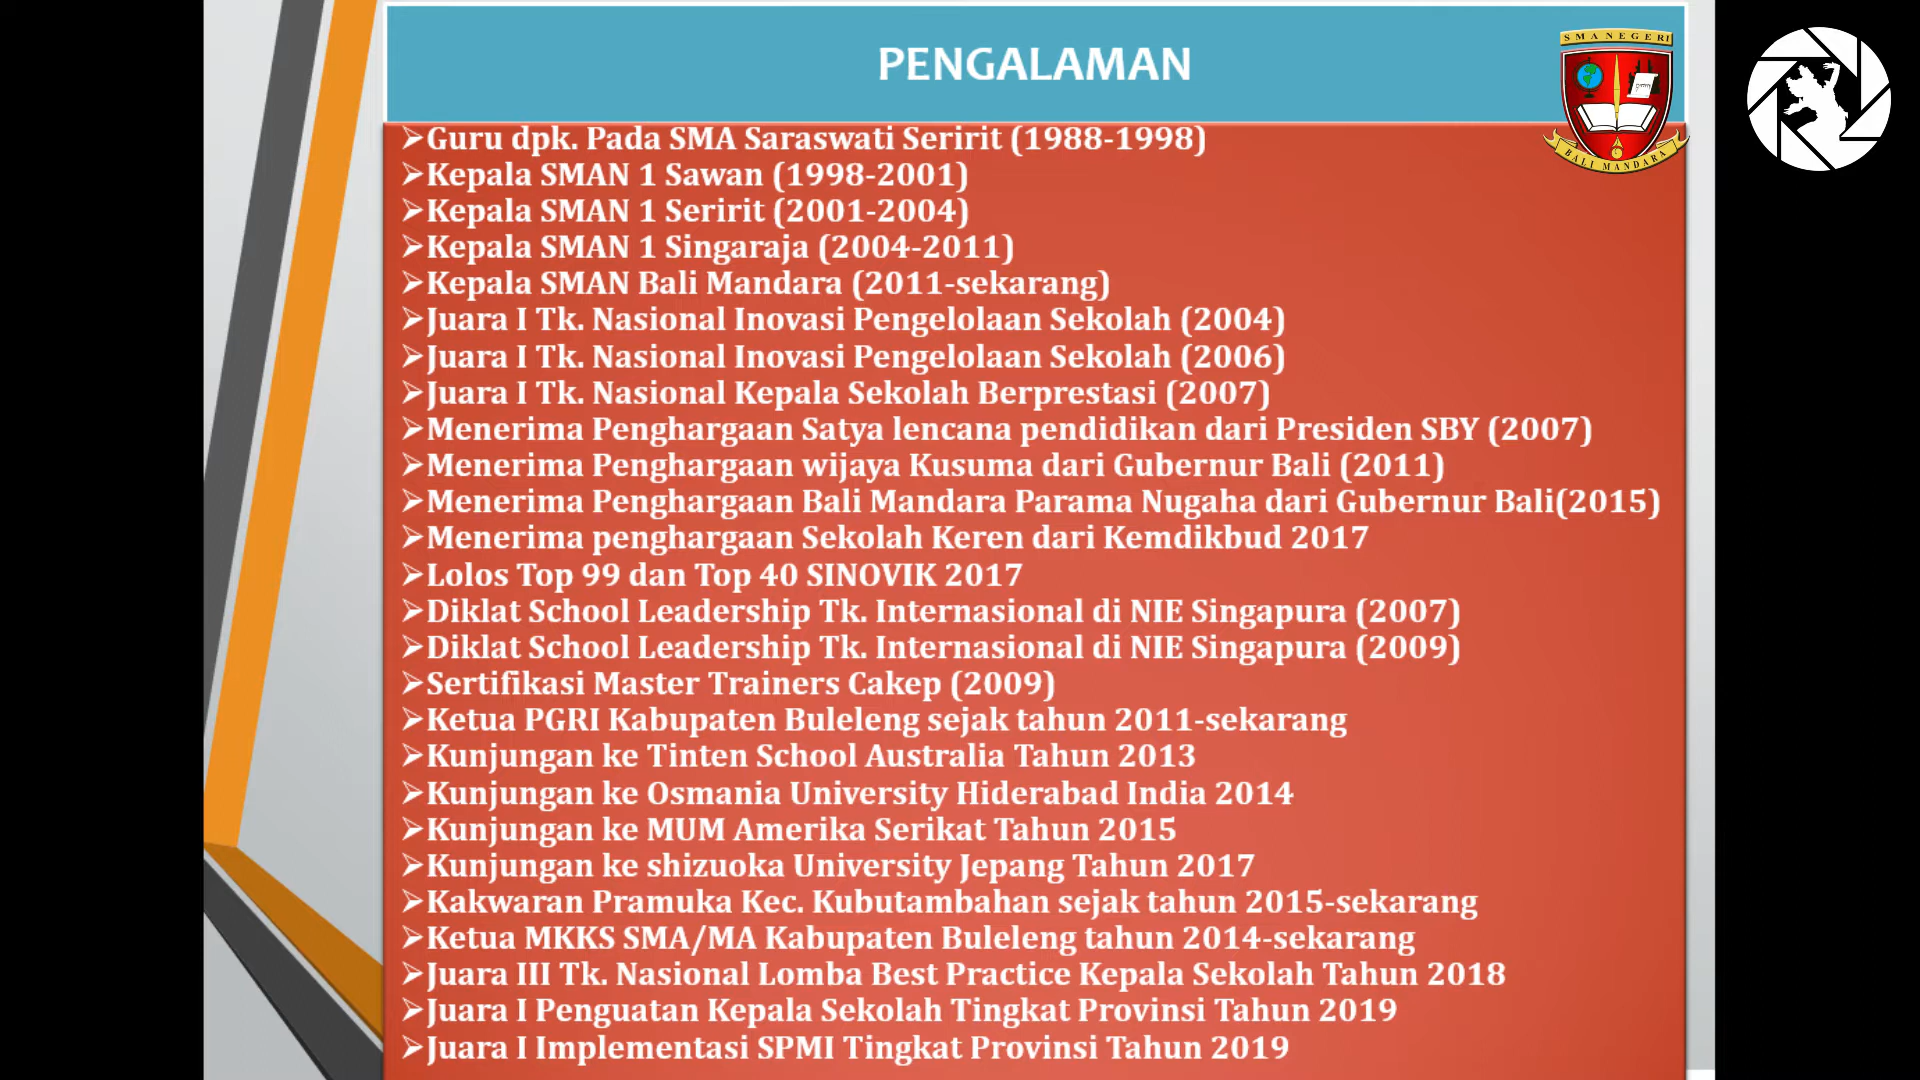 PENGALAMAN
SMA NEGERI
BALI MANDARA
➢Guru dpk. Pada SMA Saraswati Seririt (1988-1998)
➢Kepala SMAN 1 Sawan (1998-2001)
➢Kepala SMAN 1 Seririt (2001-2004)
➢Kepala SMAN 1 Singaraja (2004-2011)
➢Kepala SMAN Bali Mandara (2011-sekarang)
➢Juara I Tk. Nasional Inovasi Pengelolaan Sekolah (2004)
➢Juara I Tk. Nasional Inovasi Pengelolaan Sekolah (2006)
➢Juara I Tk. Nasional Kepala Sekolah Berprestasi (2007)
➢Menerima Penghargaan Satya lencana pendidikan dari Presiden SBY (2007)
➢Menerima Penghargaan wijaya Kusuma dari Gubernur Bali (2011)
➢Menerima Penghargaan Bali Mandara Parama Nugaha dari Gubernur Bali(2015)
➢Menerima penghargaan Sekolah Keren dari Kemdikbud 2017
➢Lolos Top 99 dan Top 40 SINOVIK 2017
➢Diklat School Leadership Tk. Internasional di NIE Singapura (2007)
➢Diklat School Leadership Tk. Internasional di NIE Singapura (2009)
➢Sertifikasi Master Trainers Cakep (2009)
➢Ketua PGRI Kabupaten Buleleng sejak tahun 2011-sekarang
➢Kunjungan ke Tinten School Australia Tahun 2013
➢Kunjungan ke Osmania University Hiderabad India 2014
➢Kunjungan ke MUM Amerika Serikat Tahun 2015
➢Kunjungan ke shizuoka University Jepang Tahun 2017
➢Kakwaran Pramuka Kec. Kubutambahan sejak tahun 2015-sekarang
➢Ketua MKKS SMA/MA Kabupaten Buleleng tahun 2014-sekarang
➢Juara III Tk. Nasional Lomba Best Practice Kepala Sekolah Tahun 2018
➢Juara I Penguatan Kepala Sekolah Tingkat Provinsi Tahun 2019
➢Juara I Implementasi SPMI Tingkat Provinsi Tahun 2019